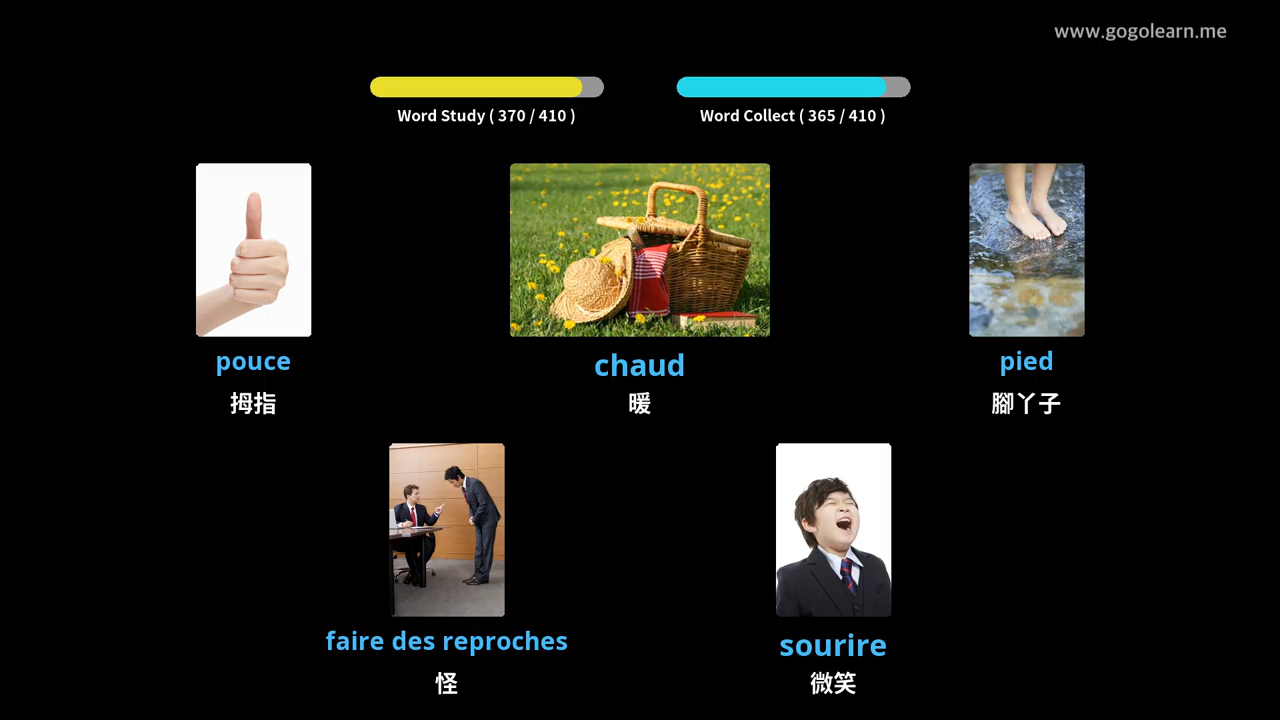 www.gogolearn.me
Word Study ( 370 / 410 )
Word Collect ( 365 / 410 )
pouce
拇指
chaud
暖
pied
腳丫子
faire des reproches
怪
sourire
微笑